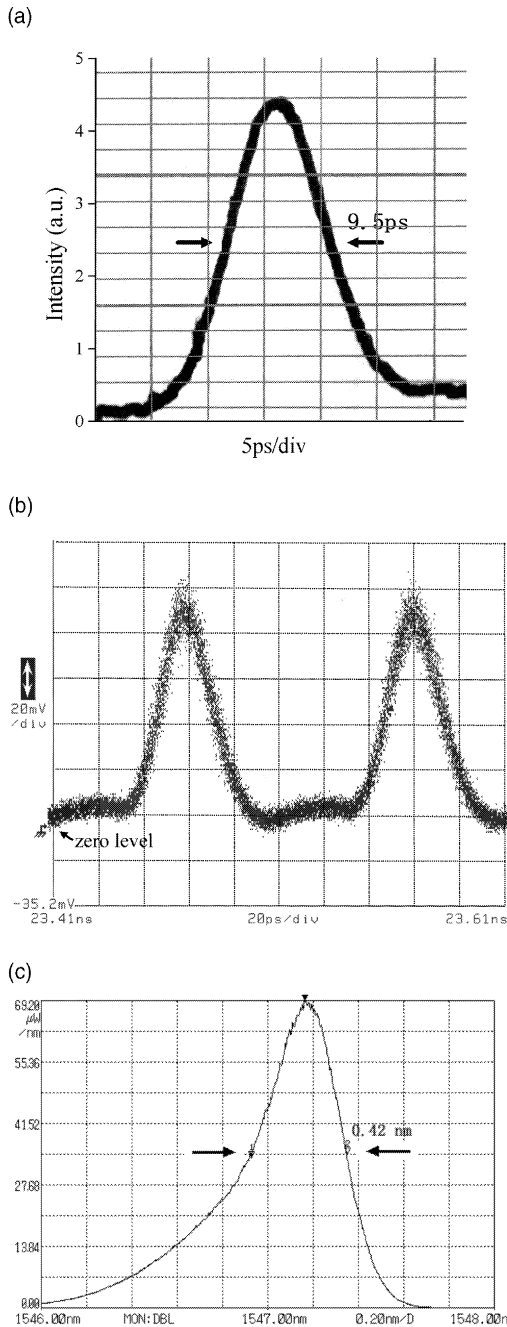 (a)
5
4
3
2
1
0
Intensity (a.u.)
9.5ps
5ps/div
(b)
20mV
/div
zero level
-35.2mV
23.41ns 20ps/div 23.61ns
(c)
69.20
µW
/nm
55.36
41.52
27.68
13.84
0.00
0.42 nm
1546.00nm MON:DBL 1547.00nm 0.20nm/D 1548.00n